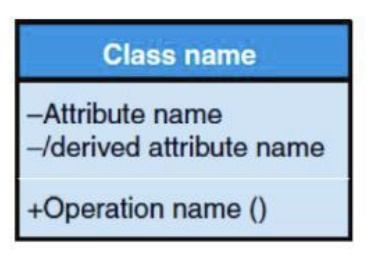 Class name
–Attribute name
–/derived attribute name
+Operation name ()